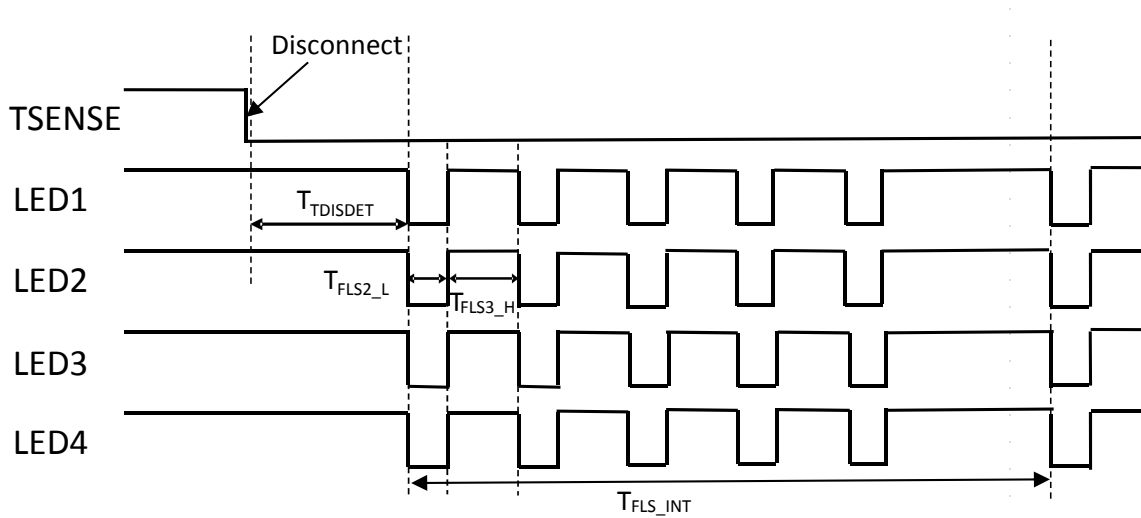 Disconnect
TSENSE
LED1
T_TDISDET
LED2
T_FLS2_L
T_FLS3_H
LED3
LED4
T_FLS_INT